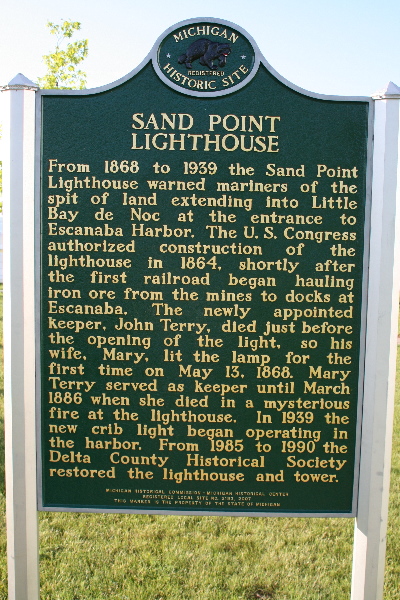 MICHIGAN
REGISTERED
HISTORIC SITE
SAND POINT
LIGHTHOUSE
From 1868 to 1939 the Sand Point
Lighthouse warned mariners of the
spit of land extending into Little
Bay de Noc at the entrance to
Escanaba Harbor. The U.S. Congress
authorized construction of the
lighthouse in 1864, shortly after
the first railroad began hauling
iron ore from the mines to docks at
Escanaba. The newly appointed
keeper, John Terry, died just before
the opening of the light, so his
wife, Mary, lit the lamp for the
first time on May 13, 1868. Mary
Terry served as keeper until March
1886 when she died in a mysterious
fire at the lighthouse. In 1939 the
new crib light began operating in
the harbor. From 1985 to 1990 the
Delta County Historical Society
restored the lighthouse and tower.
MICHIGAN HISTORICAL COMMISSION - MICHIGAN HISTORICAL CENTER
REGISTERED LOCAL SITE NO. 2007
THIS MARKER IS THE PROPERTY OF THE STATE OF MICHIGAN